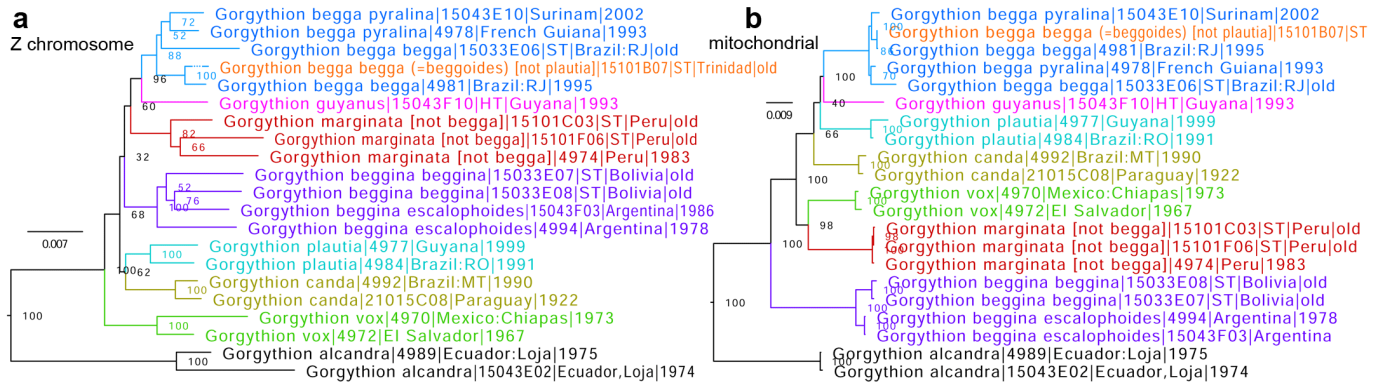 a
Z chromosome
Gorgythion begga pyralina|15043E10|Surinam|2002
72
Gorgythion begga pyralina|4978|French Guiana|1993
52
Gorgythion begga begga|15033E06|ST|Brazil:RJ|old
88
Gorgythion begga begga (=beggoides) [not plautia]|15101B07|ST|Trinidad|old
100
96
Gorgythion begga begga|4981|Brazil:RJ|1995
Gorgythion guyanus|15043F10|HT|Guyana|1993
60
Gorgythion marginata [not begga]|15101C03|ST|Peru|old
82
Gorgythion marginata [not begga]|15101F06|ST|Peru|old
66
32
Gorgythion marginata [not begga]|4974|Peru|1983
Gorgythion beggina beggina|15033E07|ST|Bolivia|old
52
Gorgythion beggina beggina|15033E08|ST|Bolivia|old
76
100
68
Gorgythion beggina escalophoides|15043F03|Argentina|1986
Gorgythion beggina escalophoides|4994|Argentina|1978
0.007
Gorgythion plautia|4977|Guyana|1999
100
Gorgythion plautia|4984|Brazil:RO|1991
100
62
Gorgythion canda|4992|Brazil:MT|1990
100
Gorgythion canda|21015C08|Paraguay|1922
Gorgythion vox|4970|Mexico:Chiapas|1973
100
100
Gorgythion vox|4972|El Salvador|1967
Gorgythion alcandra|4989|Ecuador:Loja|1975
100
Gorgythion alcandra|15043E02|Ecuador,Loja|1974
b
mitochondrial
Gorgythion begga pyralina|15043E10|Surinam|2002
100
Gorgythion begga begga (=beggoides) [not plautia]|15101B07|ST
86
Gorgythion begga begga|4981|Brazil:RJ|1995
Gorgythion begga pyralina|4978|French Guiana|1993
100
70
Gorgythion begga begga|15033E06|ST|Brazil:RJ|old
0.009
40
Gorgythion guyanus|15043F10|HT|Guyana|1993
Gorgythion plautia|4977|Guyana|1999
100
66
Gorgythion plautia|4984|Brazil:RO|1991
Gorgythion canda|4992|Brazil:MT|1990
100
100
Gorgythion canda|21015C08|Paraguay|1922
Gorgythion vox|4970|Mexico:Chiapas|1973
100
Gorgythion vox|4972|El Salvador|1967
98
Gorgythion marginata [not begga]|15101C03|ST|Peru|old
98
100
Gorgythion marginata [not begga]|15101F06|ST|Peru|old
100
Gorgythion marginata [not begga]|4974|Peru|1983
Gorgythion beggina beggina|15033E08|ST|Bolivia|old
100
Gorgythion beggina beggina|15033E07|ST|Bolivia|old
100
100
Gorgythion beggina escalophoides|4994|Argentina|1978
100
Gorgythion beggina escalophoides|15043F03|Argentina
Gorgythion alcandra|4989|Ecuador:Loja|1975
100
Gorgythion alcandra|15043E02|Ecuador,Loja|1974